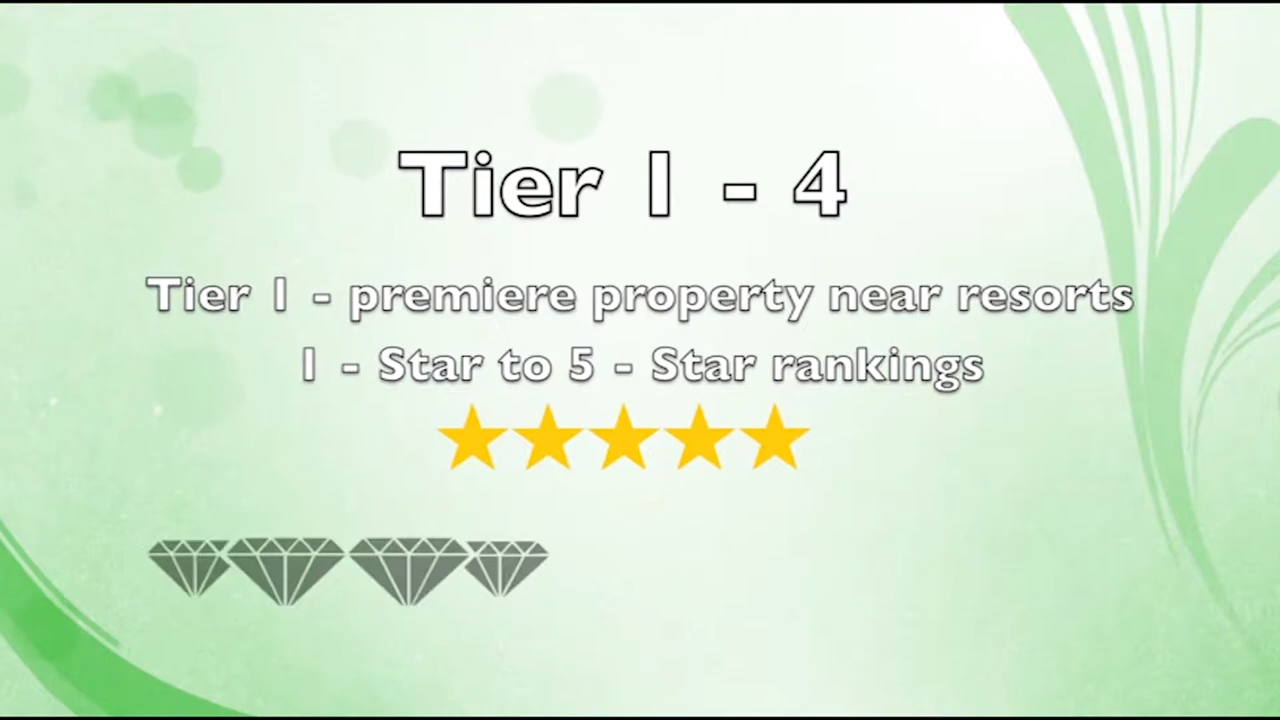 Tier 1 - 4
Tier 1 - premiere property near resorts
1 - Star to 5 - Star rankings